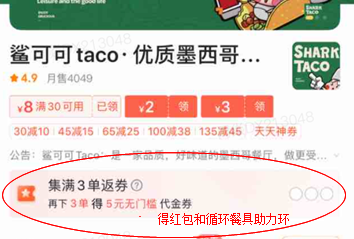 Leisure and the good life
SHARK TACO
鲨可可taco·优质墨西哥...
4.9 月售4049
SHARK
TACO
¥8 满30可用 已领 ¥2 领 ¥3 领
30减10 45减15 65减25 100减38 135减45 天天神券
公告：鲨可可Taco：是一家品质，好味道的墨西哥餐厅，做更受...
集满3单返券
再下 3单 得 5元无门槛 代金券
得红包和循环餐具助力环